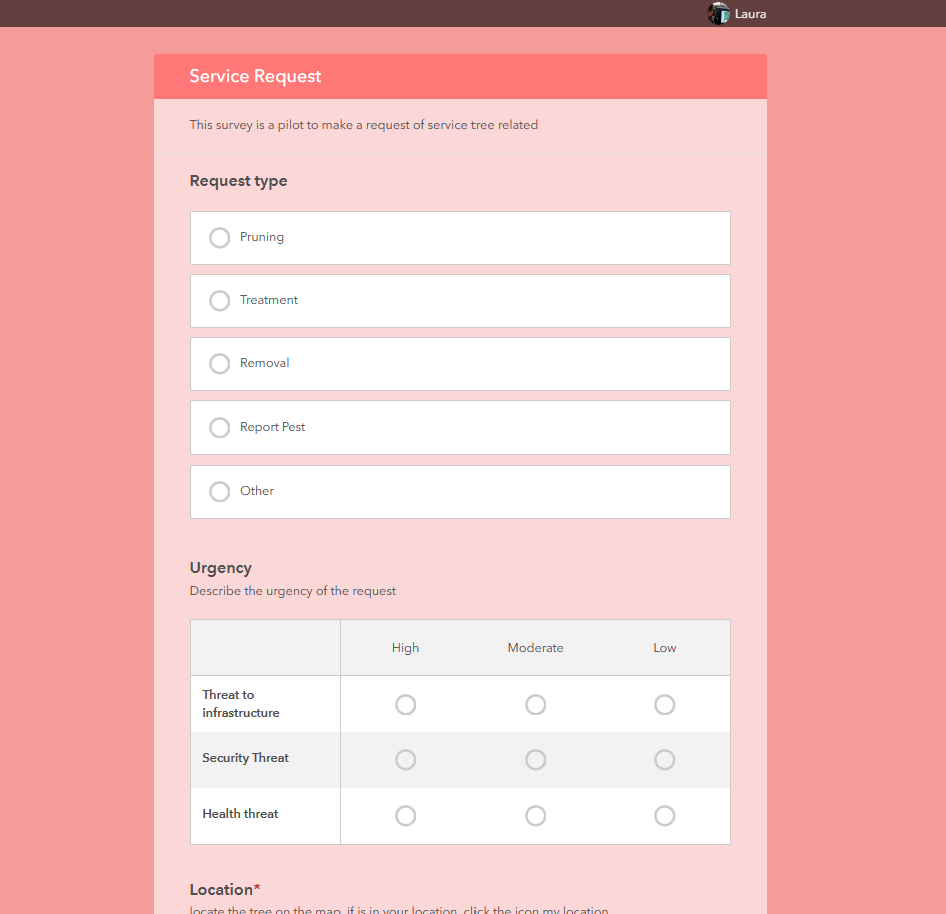 Laura
Service Request
This survey is a pilot to make a request of service tree related
Request type
Pruning
Treatment
Removal
Report Pest
Other
Urgency
Describe the urgency of the request
High Moderate Low
Threat to
infrastructure
Security Threat
Health threat
Location*
locate the tree on the map, if is in your location, click the icon my location